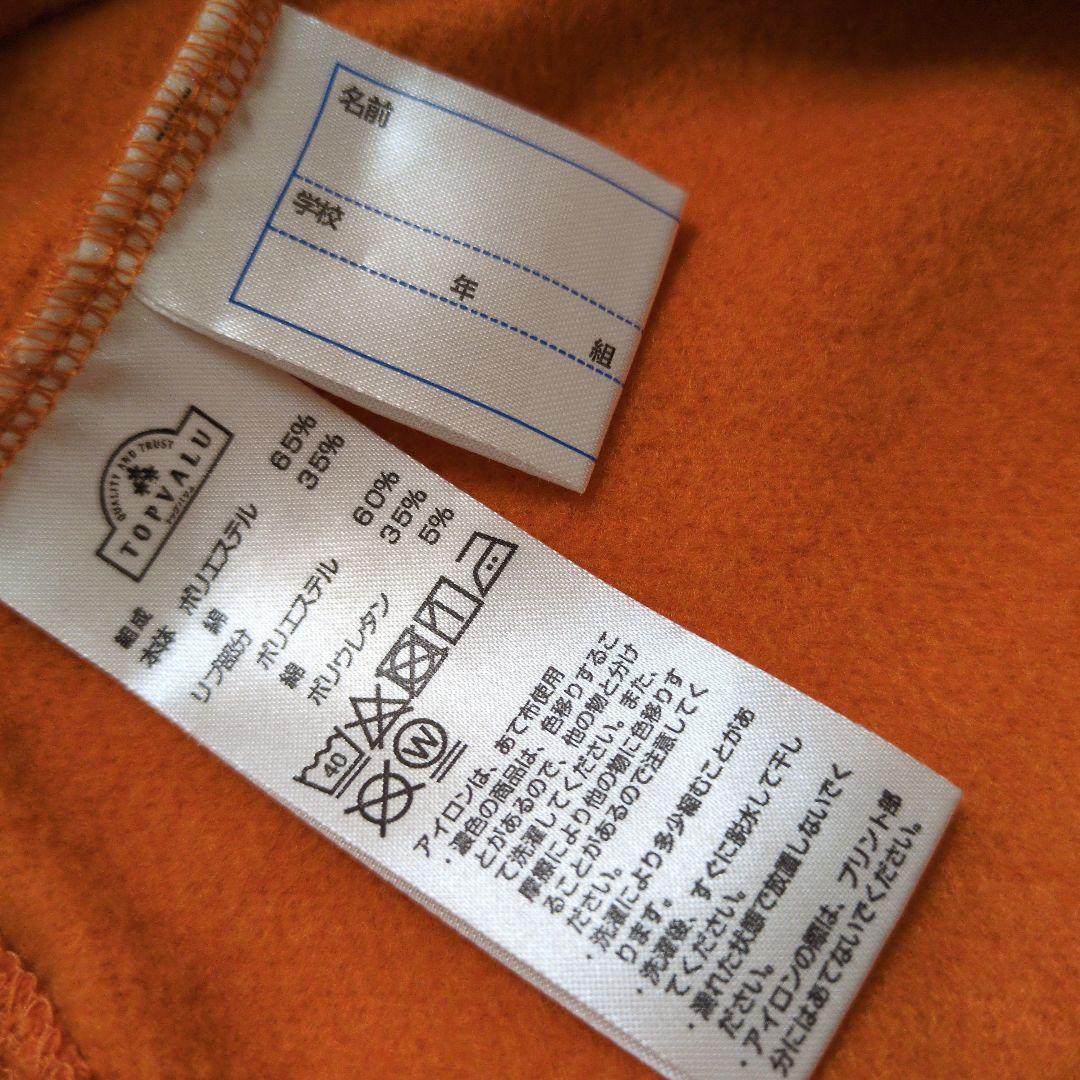 名前
学校
年
組
QUALITY AND TRUST
TOPVALU
トップバリュ
組成
本体 ポリエステル 65%
綿 35%
リブ部分
ポリエステル 60%
綿 35%
ポリウレタン 5%
40
W
アイロンは、あて布使用
・濃色の商品は、色移りするこ
とがあるので、他の物と分け
て洗濯してください。また、
摩擦により他の物に色移りす
ることがあるので注意してく
ださい。
・洗濯により多少縮むことがあ
ります。
・洗濯後、すぐに脱水して干し
てください。
・濡れた状態で放置しないでく
ださい。
・アイロンの際は、プリント部
分にはあてないでください。